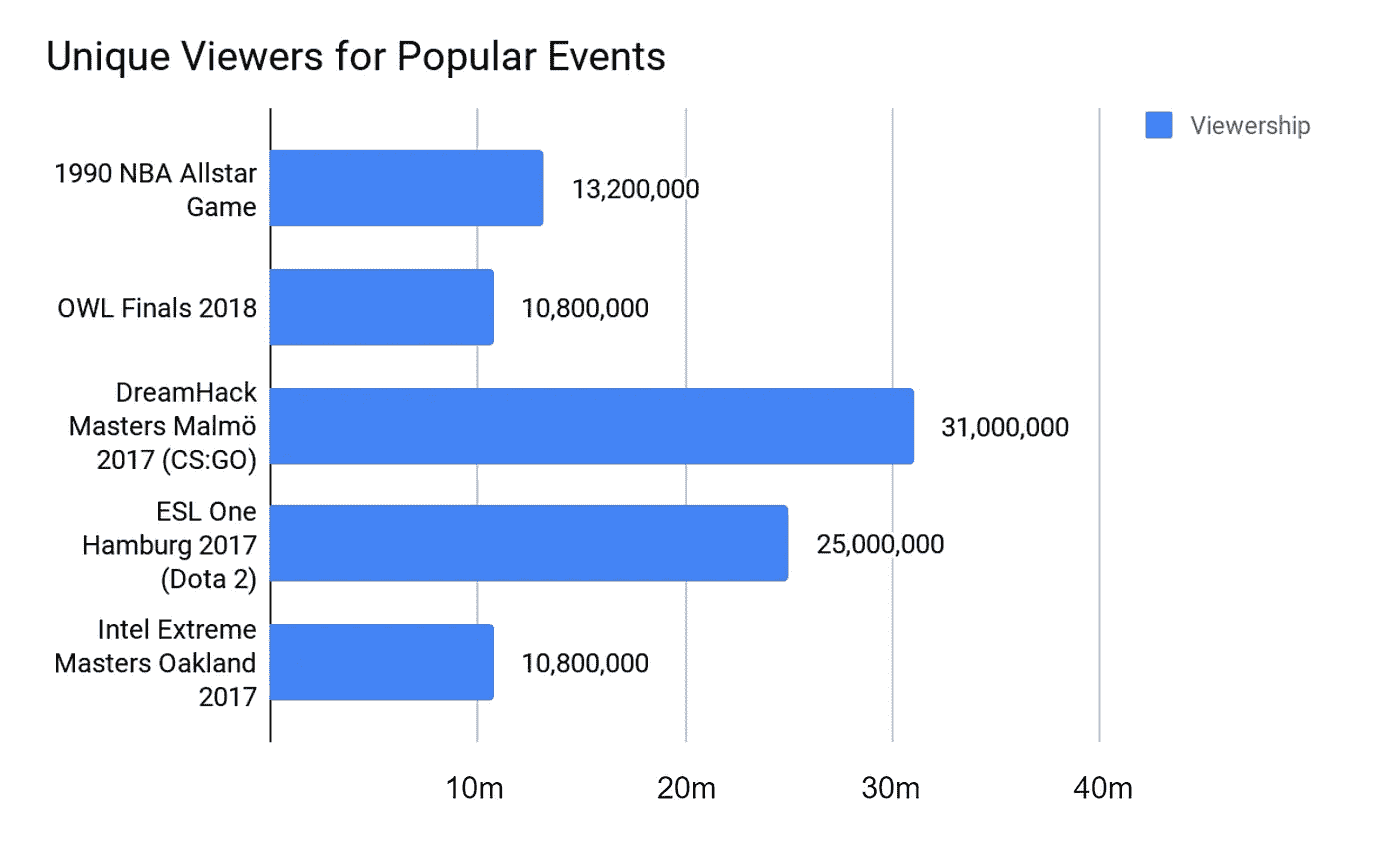 Unique Viewers for Popular Events
Viewership
1990 NBA Allstar
Game
13,200,000
OWL Finals 2018
10,800,000
DreamHack
Masters Malmö
2017 (CS:GO)
31,000,000
ESL One
Hamburg 2017
(Dota 2)
25,000,000
Intel Extreme
Masters Oakland
2017
10,800,000
10m
20m
30m
40m